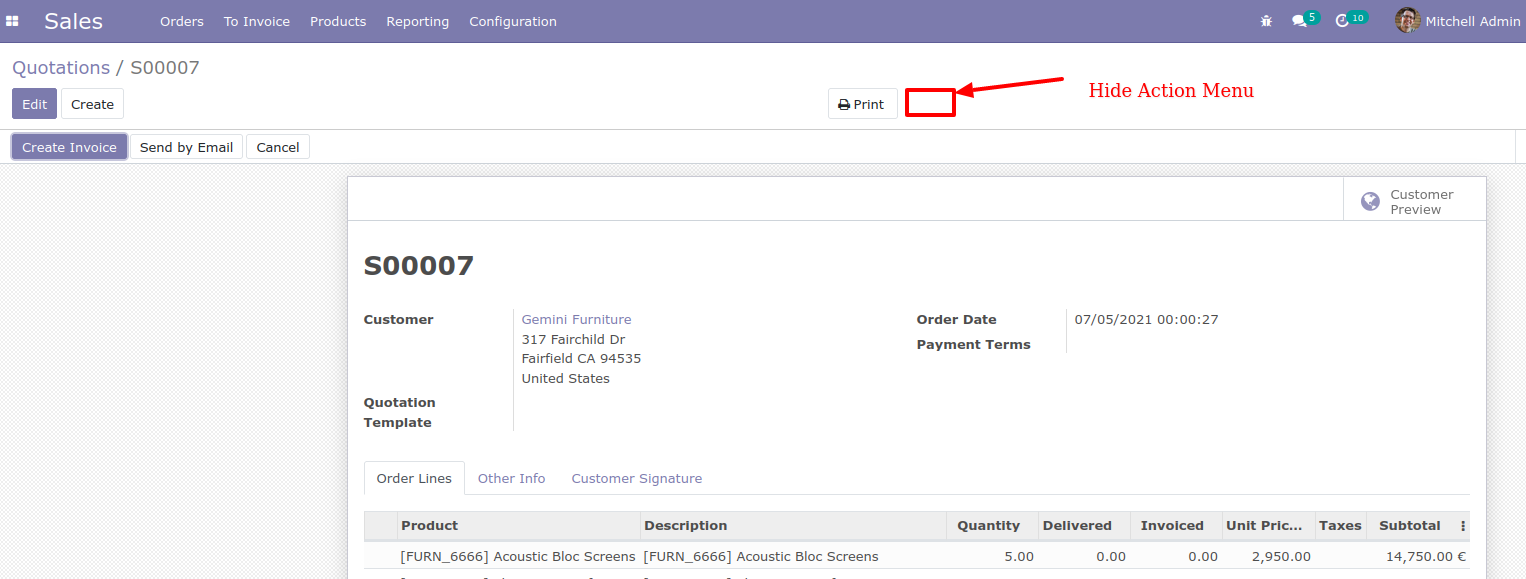 Sales Orders To Invoice Products Reporting Configuration 5 10 Mitchell Admin
Quotations / S00007
Hide Action Menu
Edit Create Print
Create Invoice Send by Email Cancel
Customer
Preview
S00007
Customer Gemini Furniture Order Date 07/05/2021 00:00:27
317 Fairchild Dr
Fairfield CA 94535 Payment Terms
United States
Quotation
Template
Order Lines Other Info Customer Signature
Product Description Quantity Delivered Invoiced Unit Pric... Taxes Subtotal
[FURN_6666] Acoustic Bloc Screens [FURN_6666] Acoustic Bloc Screens 5.00 0.00 0.00 2,950.00 14,750.00 €